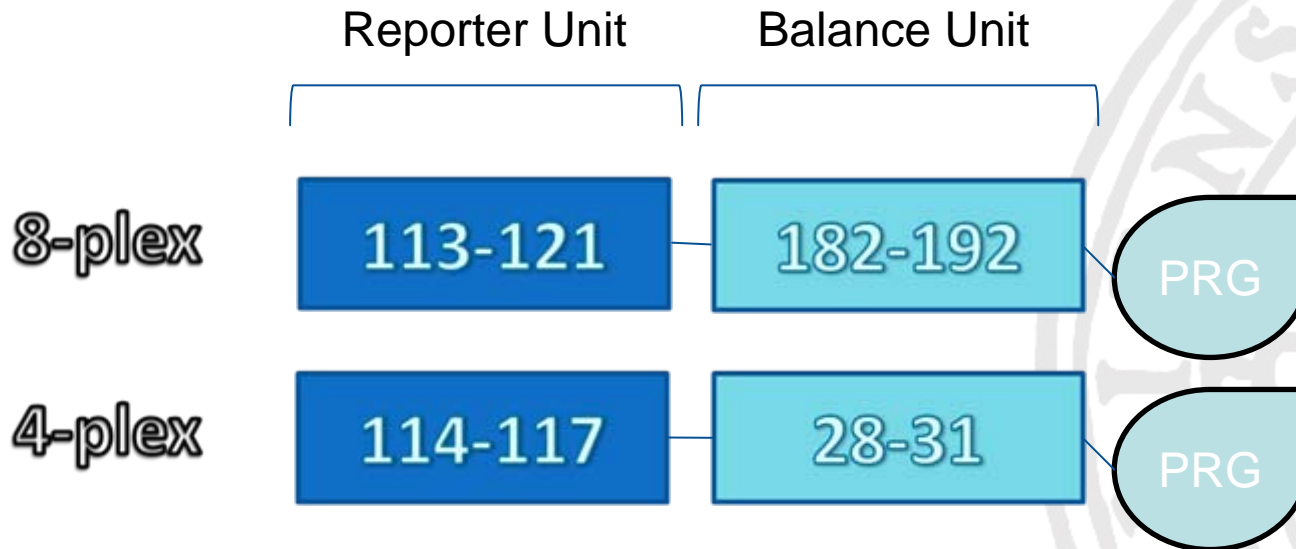 Reporter Unit Balance Unit
8-plex 113-121 182-192 PRG
4-plex 114-117 28-31 PRG